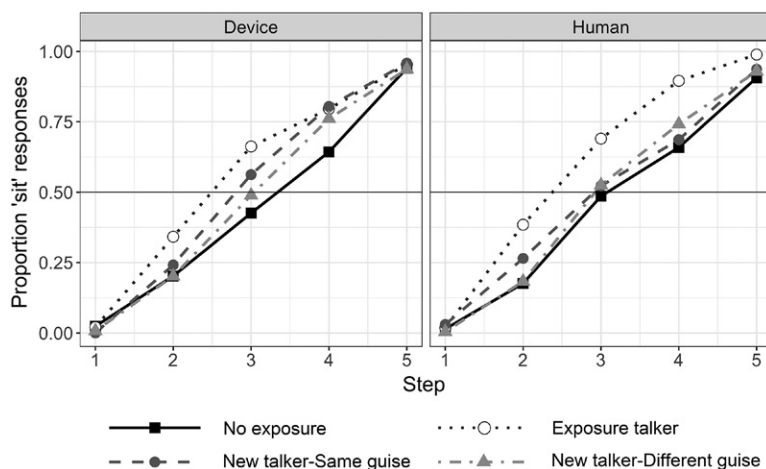 Device Human
Proportion 'sit' responses
1.00
0.75
0.50
0.25
0.00
1 2 3 4 5 1 2 3 4 5
Step
No exposure Exposure talker
New talker-Same guise New talker-Different guise